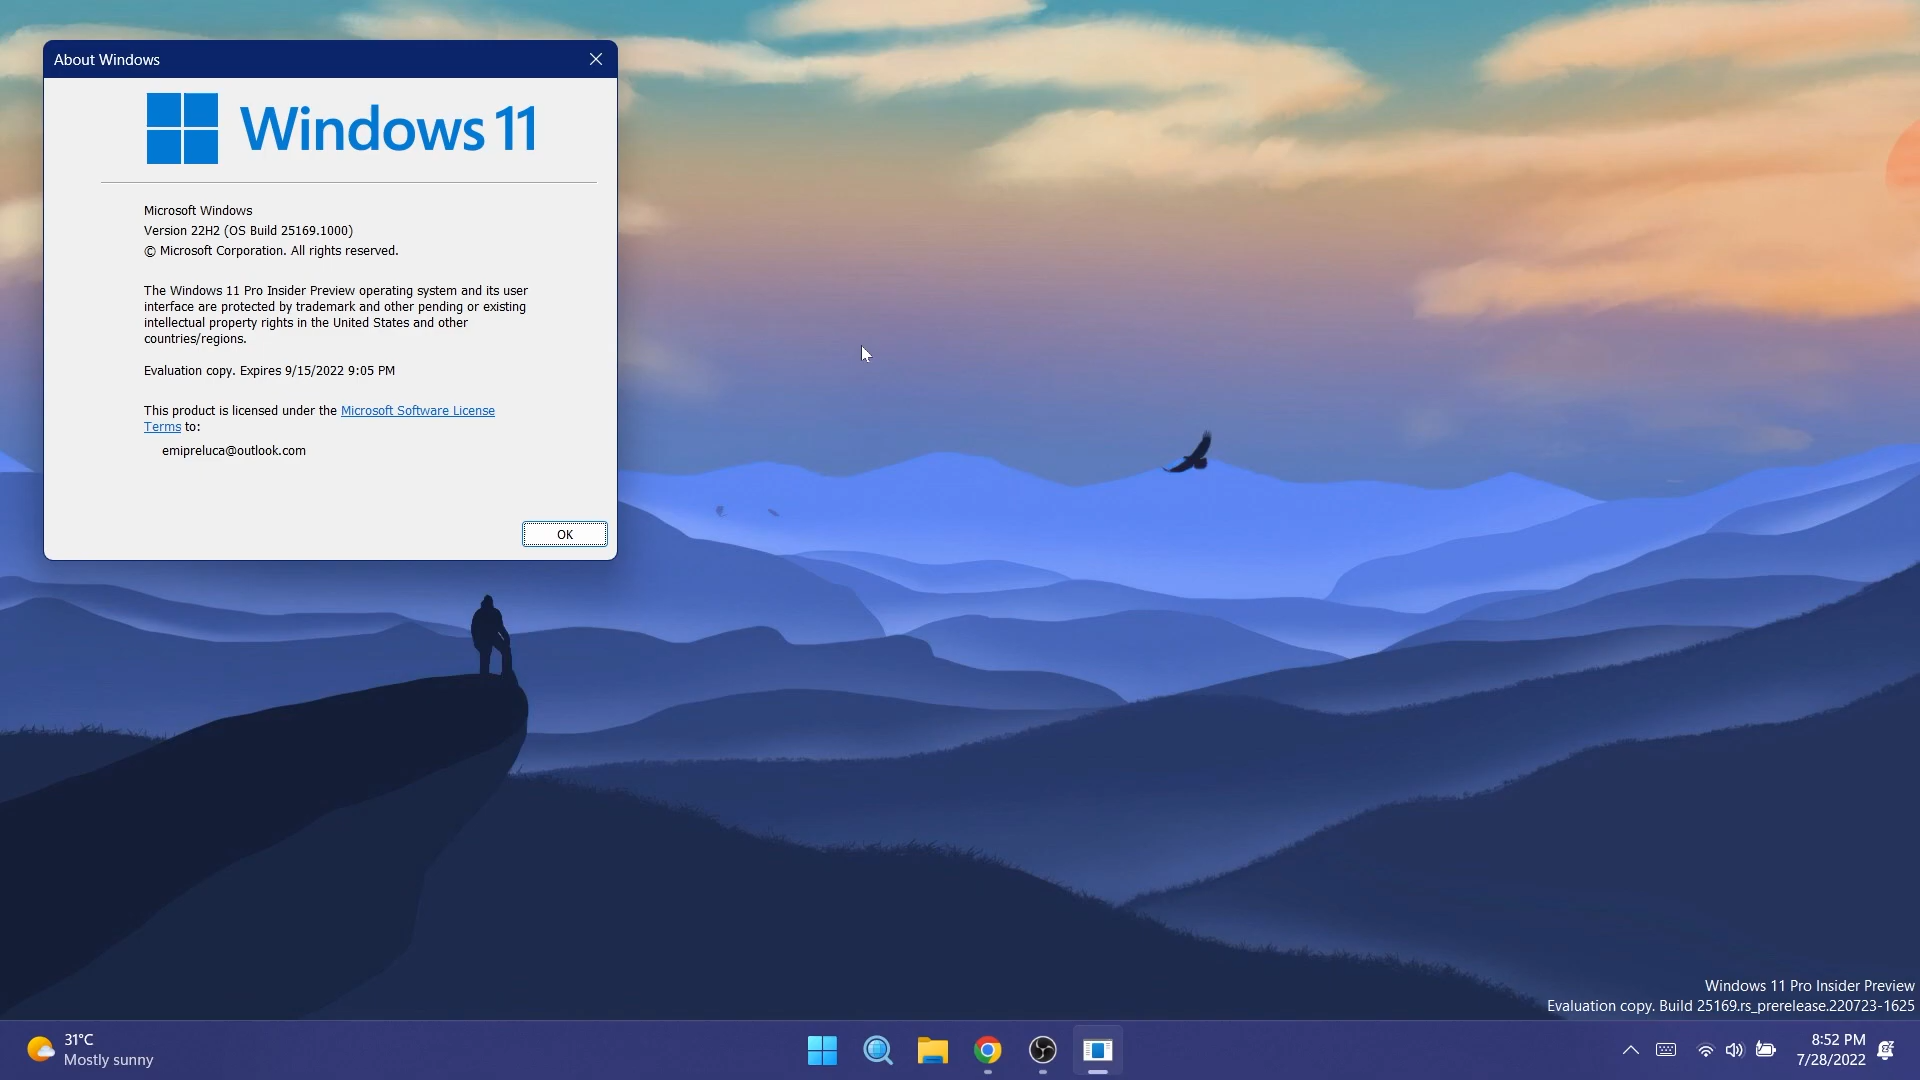 About Windows
Windows 11
Microsoft Windows
Version 22H2 (OS Build 25169.1000)
© Microsoft Corporation. All rights reserved.
The Windows 11 Pro Insider Preview operating system and its user
interface are protected by trademark and other pending or existing
intellectual property rights in the United States and other
countries/regions.
Evaluation copy. Expires 9/15/2022 9:05 PM
This product is licensed under the Microsoft Software License
Terms to:
emipreluca@outlook.com
OK
Windows 11 Pro Insider Preview
Evaluation copy. Build 25169.rs_prerelease.220723-1625
31°C
Mostly sunny
8:52 PM
7/28/2022